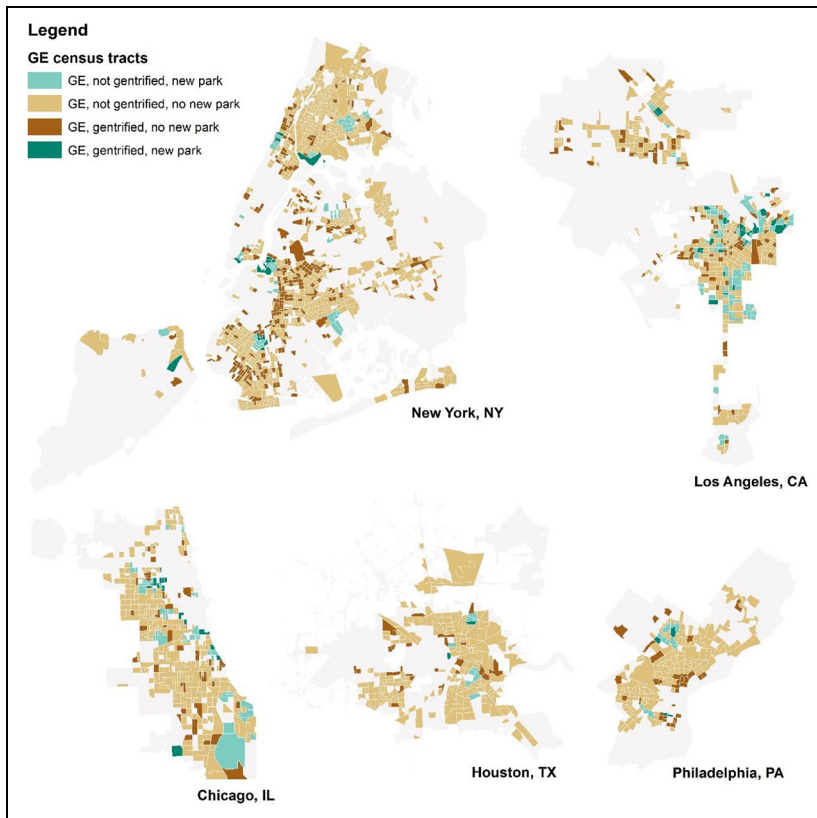 Legend
GE census tracts
GE, not gentrified, new park
GE, not gentrified, no new park
GE, gentrified, no new park
GE, gentrified, new park
New York, NY
Los Angeles, CA
Chicago, IL
Houston, TX
Philadelphia, PA